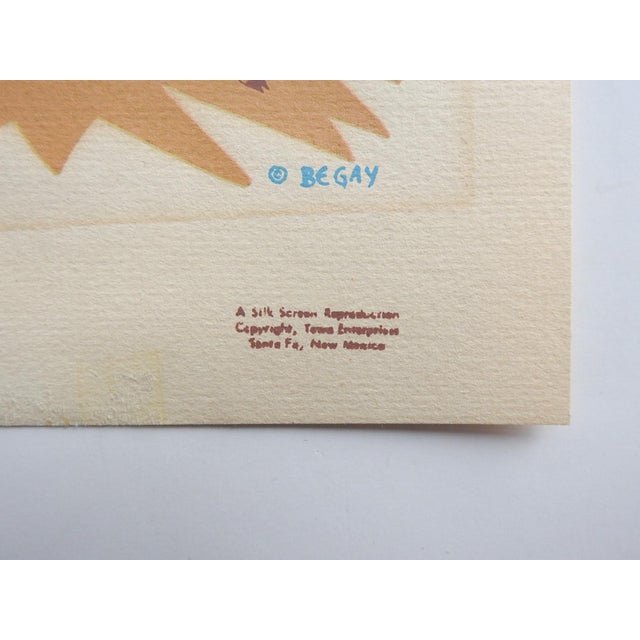 © BEGAY
A Silk Screen Reproduction
Copyright, Tewa Enterprises
Santa Fe, New Mexico